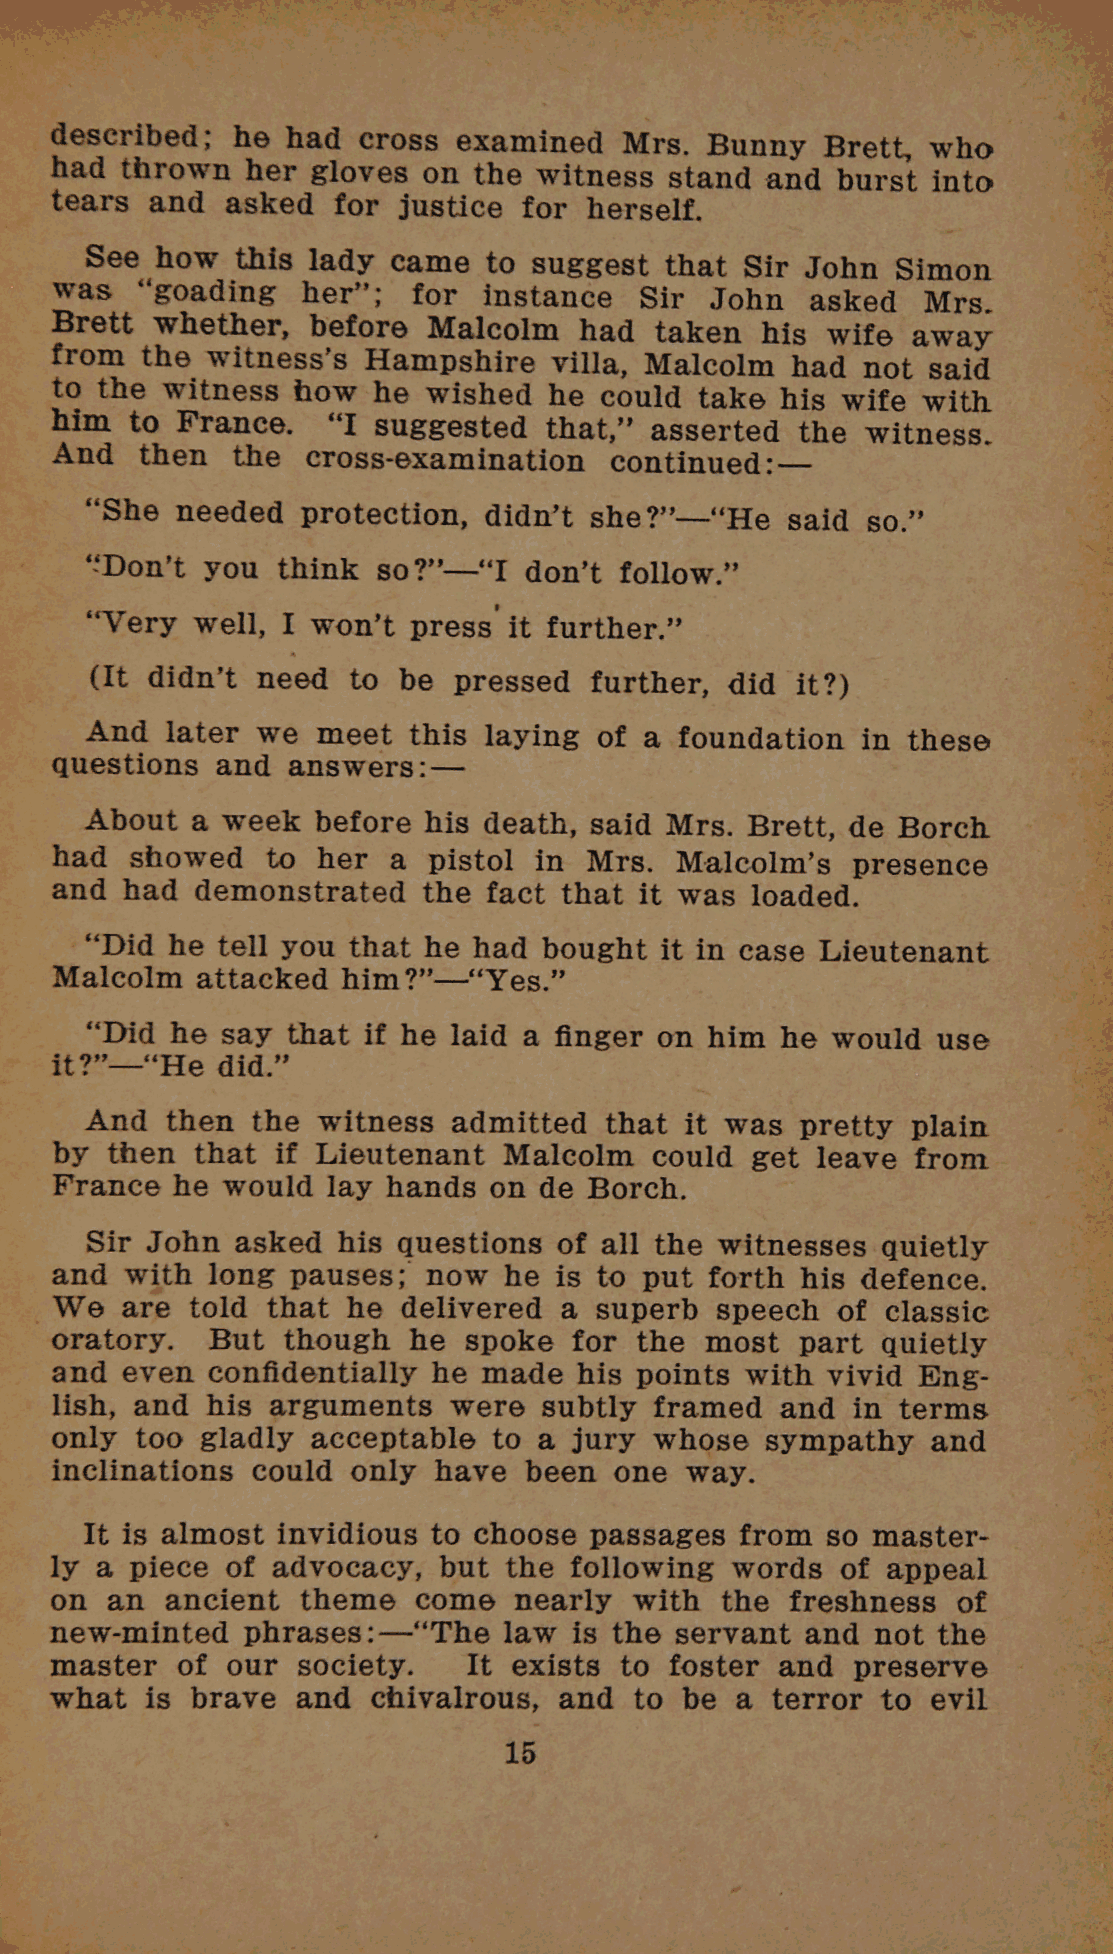 described; he had cross examined Mrs. Bunny Brett, who
had thrown her gloves on the witness stand and burst into
tears and asked for justice for herself.
See how this lady came to suggest that Sir John Simon
was “goading her”; for instance Sir John asked Mrs.
Brett whether, before Malcolm had taken his wife away
from the witness’s Hampshire villa, Malcolm had not said
to the witness how he wished he could take his wife with
him to France. “I suggested that,” asserted the witness.
And then the cross-examination continued:—
“She needed protection, didn’t she?”—“He said so.”
“Don’t you think so?”—“I don’t follow.”
“Very well, I won’t press it further.”
(It didn’t need to be pressed further, did it?)
And later we meet this laying of a foundation in these
questions and answers:—
About a week before his death, said Mrs. Brett, de Borch
had showed to her a pistol in Mrs. Malcolm’s presence
and had demonstrated the fact that it was loaded.
“Did he tell you that he had bought it in case Lieutenant
Malcolm attacked him?”—“Yes.”
“Did he say that if he laid a finger on him he would use
it?”—“He did.”
And then the witness admitted that it was pretty plain
by then that if Lieutenant Malcolm could get leave from
France he would lay hands on de Borch.
Sir John asked his questions of all the witnesses quietly
and with long pauses; now he is to put forth his defence.
We are told that he delivered a superb speech of classic
oratory. But though he spoke for the most part quietly
and even confidentially he made his points with vivid Eng-
lish, and his arguments were subtly framed and in terms
only too gladly acceptable to a jury whose sympathy and
inclinations could only have been one way.
It is almost invidious to choose passages from so master-
ly a piece of advocacy, but the following words of appeal
on an ancient theme come nearly with the freshness of
new-minted phrases:—“The law is the servant and not the
master of our society. It exists to foster and preserve
what is brave and chivalrous, and to be a terror to evil
15